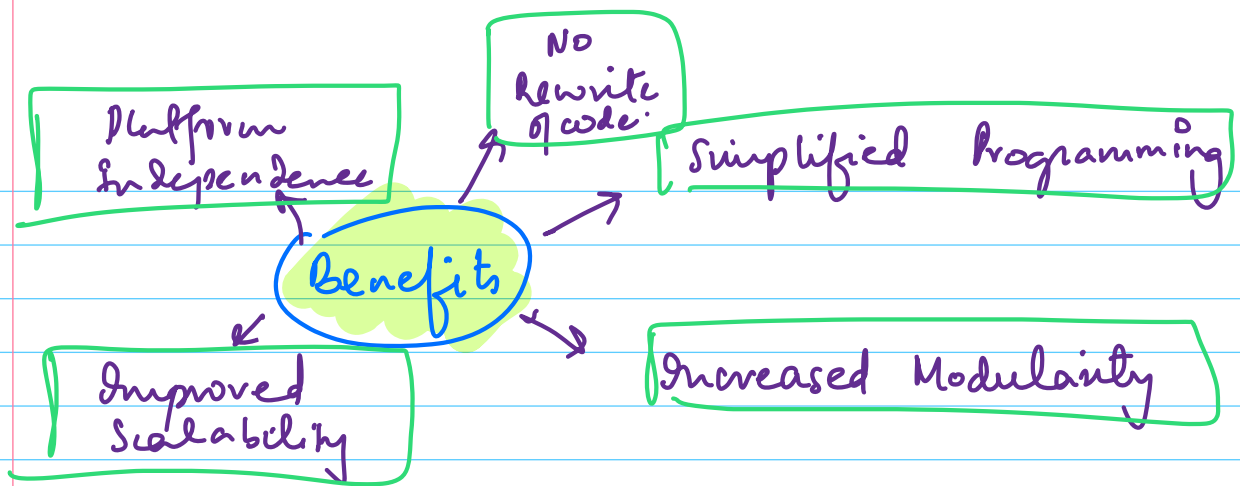 No
Rewrite
of code.
Platform
Independence
Simplified Programming
Benefits
Improved
Scalability
Increased Modularity